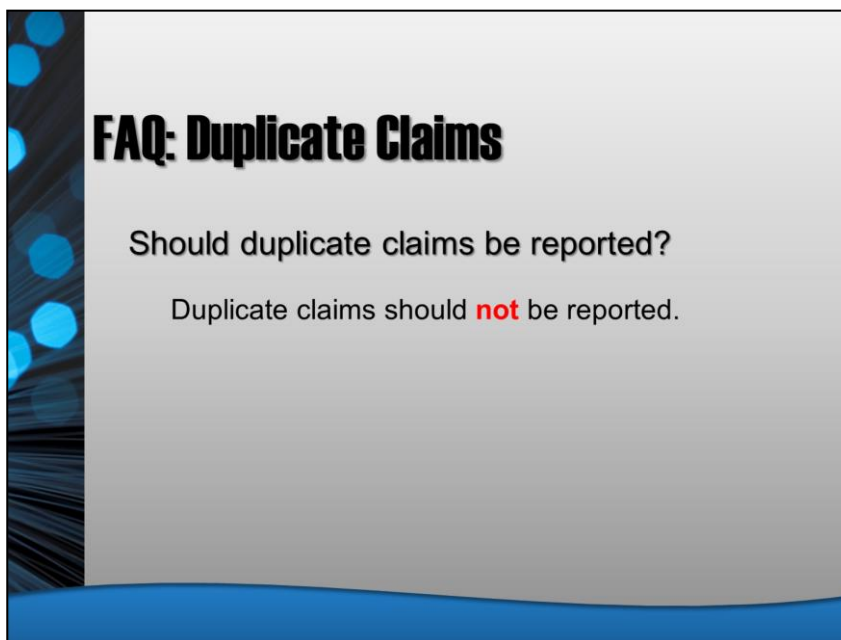 FAQ: Duplicate Claims
Should duplicate claims be reported?
Duplicate claims should not be reported.